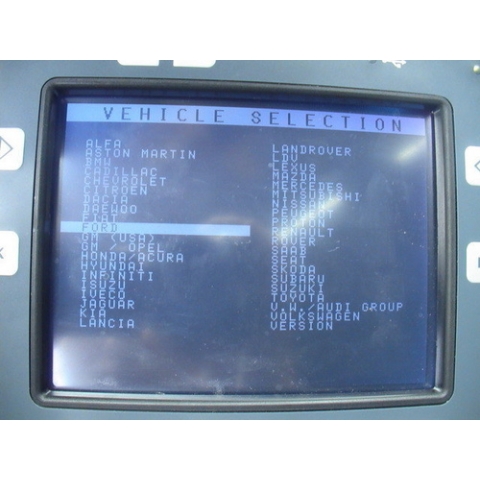 VEHICLE SELECTION
ALFA
ASTON MARTIN
BMW
CADILLAC
CHEVROLET
CITROEN
DACIA
DAEWOO
FIAT
FORD
GM (USA)
GM / OPEL
HONDA/ACURA
HYUNDAI
INFINITI
ISUZU
IVECO
JAGUAR
KIA
LANCIA
LANDROVER
LDV
LEXUS
MAZDA
MERCEDES
MITSUBISHI
NISSAN
PEUGEOT
PROTON
RENAULT
ROVER
SAAB
SEAT
SKODA
SUBARU
SUZUKI
TOYOTA
V.W./AUDI GROUP
VOLKSWAGEN
VERSION